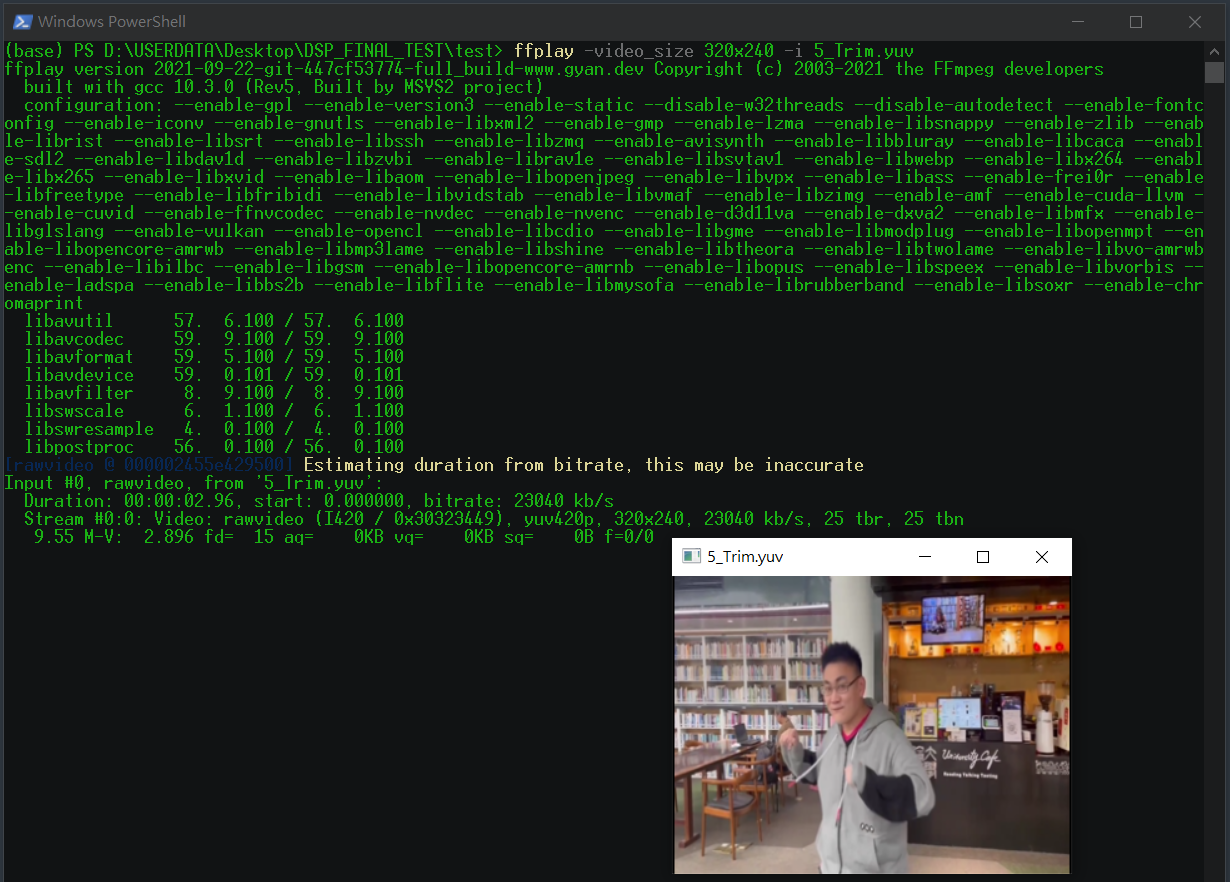 Windows PowerShell
(base) PS D:\USERDATA\Desktop\DSP_FINAL_TEST\test> ffplay -video_size 320x240 -i 5_Trim.yuv
ffplay version 2021-09-22-git-447cf53774-full_build-www.gyan.dev Copyright (c) 2003-2021 the FFmpeg developers
  built with gcc 10.3.0 (Rev5, Built by MSYS2 project)
  configuration: --enable-gpl --enable-version3 --enable-static --disable-w32threads --disable-autodetect --enable-fontc
onfig --enable-iconv --enable-gnutls --enable-libxml2 --enable-gmp --enable-lzma --enable-libsnappy --enable-zlib --enab
le-librist --enable-libsrt --enable-libssh --enable-libzmq --enable-avisynth --enable-libbluray --enable-libcaca --enabl
e-sdl2 --enable-libdav1d --enable-libzvbi --enable-librav1e --enable-libsvtav1 --enable-libwebp --enable-libx264 --enabl
e-libx265 --enable-libxvid --enable-libaom --enable-libopenjpeg --enable-libvpx --enable-libass --enable-frei0r --enable
-libfreetype --enable-libfribidi --enable-libvidstab --enable-libvmaf --enable-libzimg --enable-amf --enable-cuda-llvm -
-enable-cuvid --enable-ffnvcodec --enable-nvdec --enable-nvenc --enable-d3d11va --enable-dxva2 --enable-libmfx --enable-
libglslang --enable-vulkan --enable-opencl --enable-libcdio --enable-libgme --enable-libmodplug --enable-libopenmpt --en
able-libopencore-amrwb --enable-libmp3lame --enable-libshine --enable-libtheora --enable-libtwolame --enable-libvo-amrwb
enc --enable-libilbc --enable-libgsm --enable-libopencore-amrnb --enable-libopus --enable-libspeex --enable-libvorbis --
enable-ladspa --enable-libbs2b --enable-libflite --enable-libmysofa --enable-librubberband --enable-libsoxr --enable-chr
omaprint
  libavutil      57.  6.100 / 57.  6.100
  libavcodec     59.  9.100 / 59.  9.100
  libavformat    59.  5.100 / 59.  5.100
  libavdevice    59.  0.101 / 59.  0.101
  libavfilter     8.  9.100 /  8.  9.100
  libswscale      6.  1.100 /  6.  1.100
  libswresample   4.  0.100 /  4.  0.100
  libpostproc    56.  0.100 / 56.  0.100
[rawvideo @ 000002455e429500] Estimating duration from bitrate, this may be inaccurate
Input #0, rawvideo, from '5_Trim.yuv':
  Duration: 00:00:02.96, start: 0.000000, bitrate: 23040 kb/s
  Stream #0:0: Video: rawvideo (I420 / 0x30323449), yuv420p, 320x240, 23040 kb/s, 25 tbr, 25 tbn
   9.55 M-V:  2.896 fd=  15 aq=    0KB vq=    0KB sq=    0B f=0/0
5_Trim.yuv
University Cafe
Reading Talking Tasting